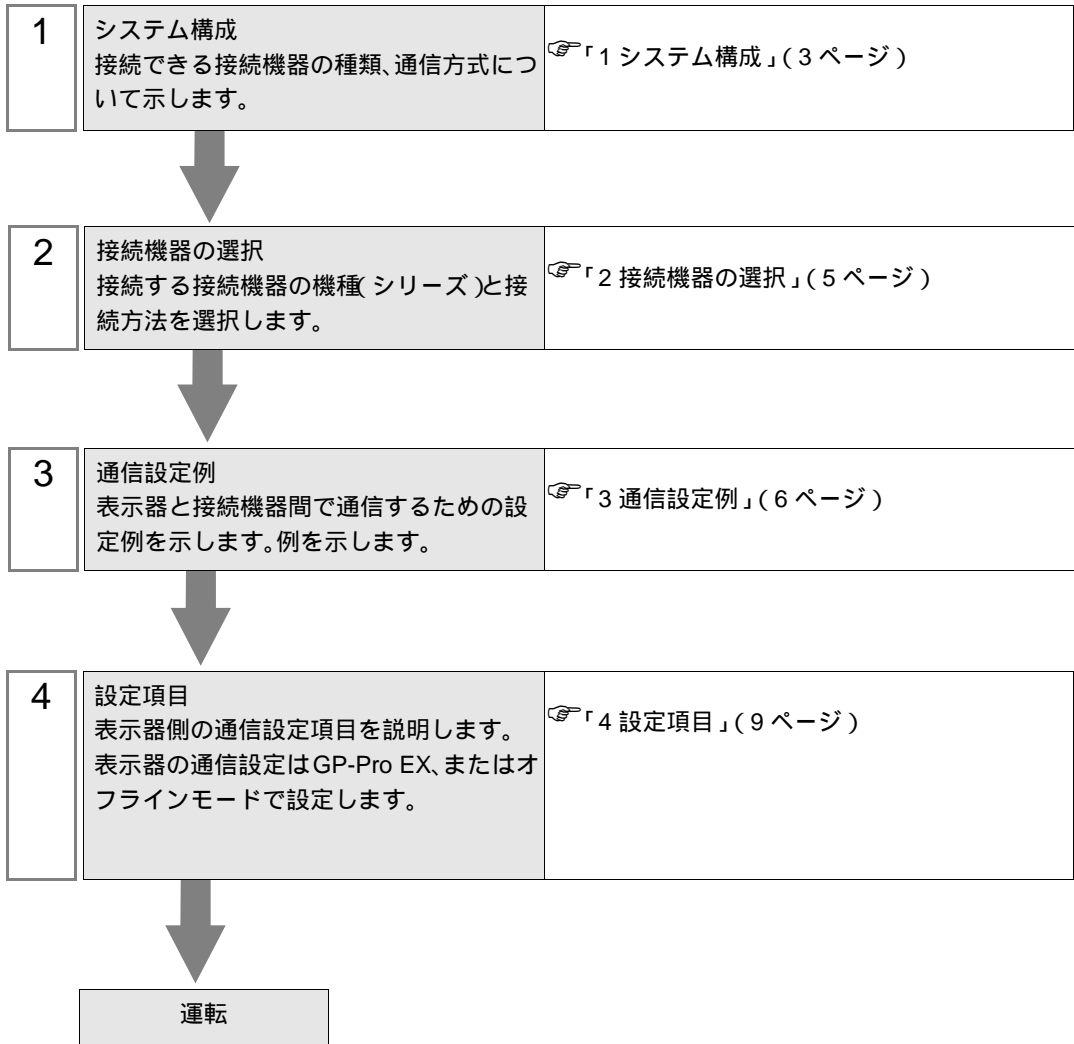 1
システム構成
接続できる接続機器の種類、通信方式につ
いて示します。
☞「1 システム構成」(3 ページ)
2
接続機器の選択
接続する接続機器の機種(シリーズ)と接
続方法を選択します。
☞「2 接続機器の選択」(5 ページ)
3
通信設定例
表示器と接続機器間で通信するための設
定例を示します。例を示します。
☞「3 通信設定例」(6 ページ)
4
設定項目
表示器側の通信設定項目を説明します。
表示器の通信設定はGP-Pro EX、またはオ
フラインモードで設定します。
☞「4 設定項目」(9 ページ)
運転